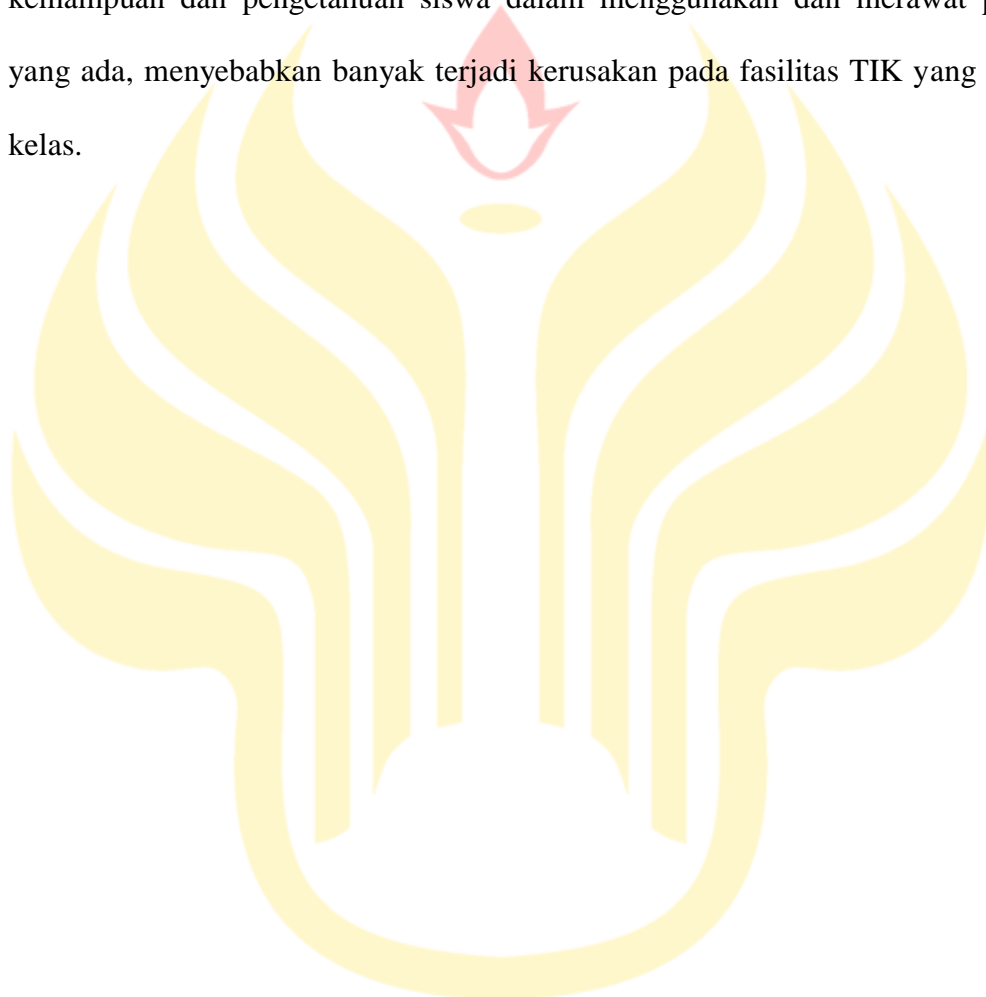 kemampuan dan pengetahuan siswa dalam menggunakan dan merawat
yang ada, menyebabkan banyak terjadi kerusakan pada fasilitas TIK yang
kelas.